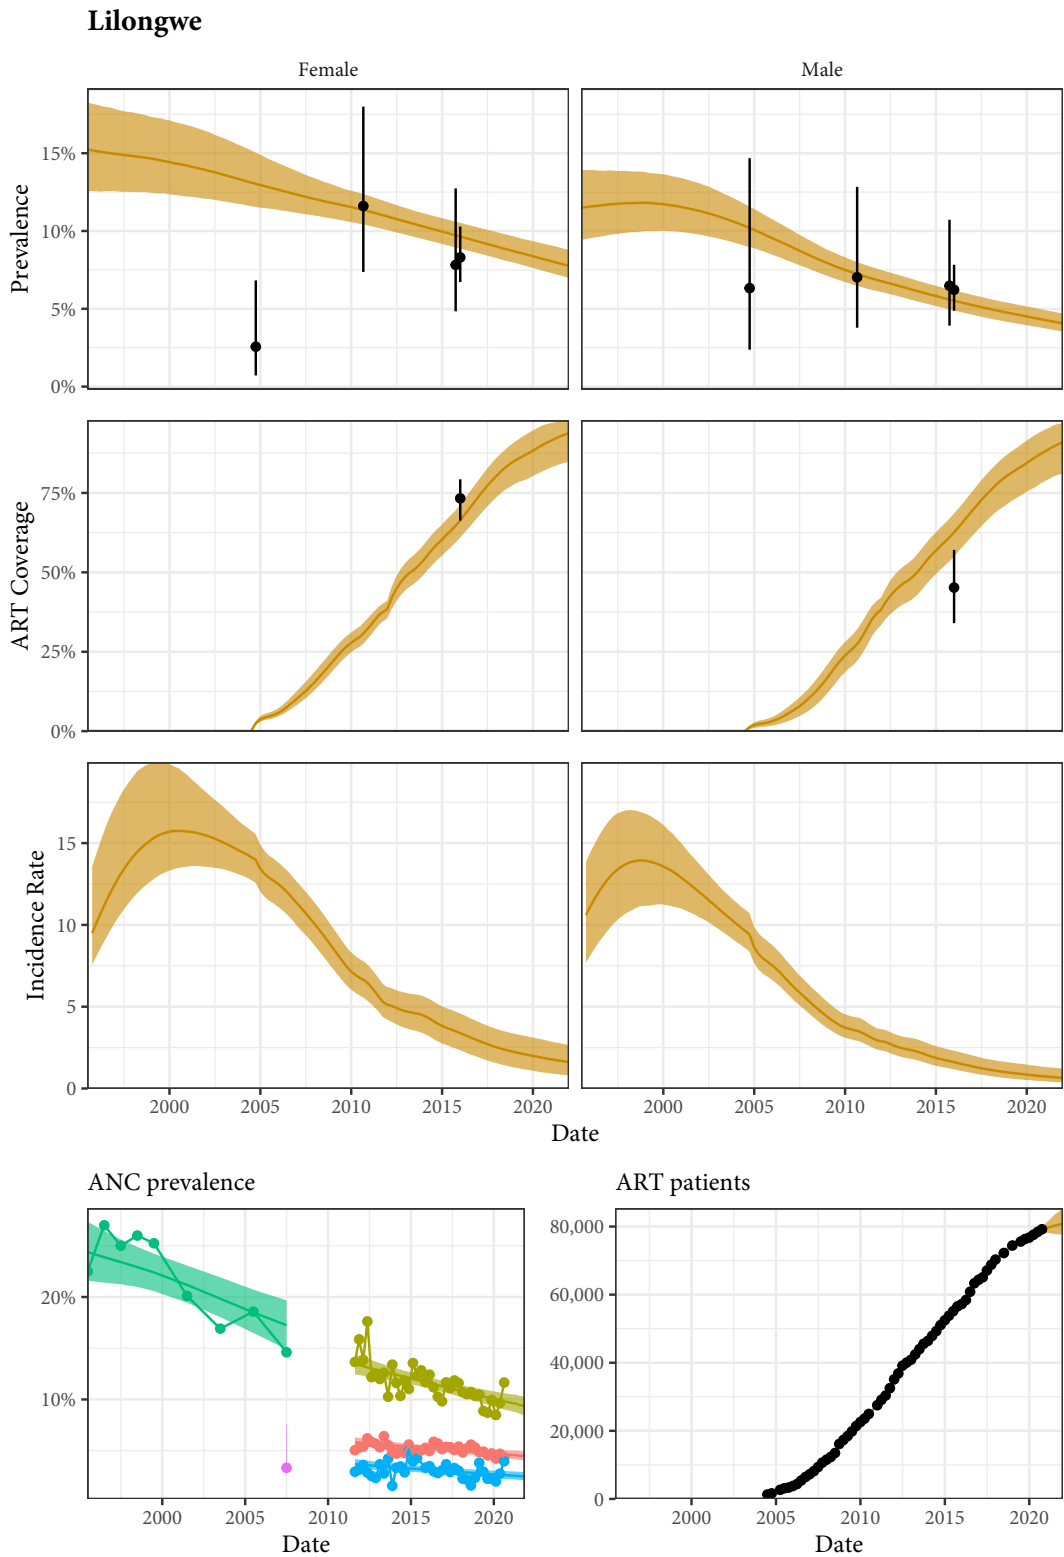 Lilongwe
Female
Male
Prevalence
15%
10%
5%
0%
ART Coverage
75%
50%
25%
0%
Incidence Rate
15
10
5
0
2000 2005 2010 2015 2020
2000 2005 2010 2015 2020
Date
ANC prevalence
20%
10%
2000 2005 2010 2015 2020
Date
ART patients
80,000
60,000
40,000
20,000
0
2000 2005 2010 2015 2020
Date